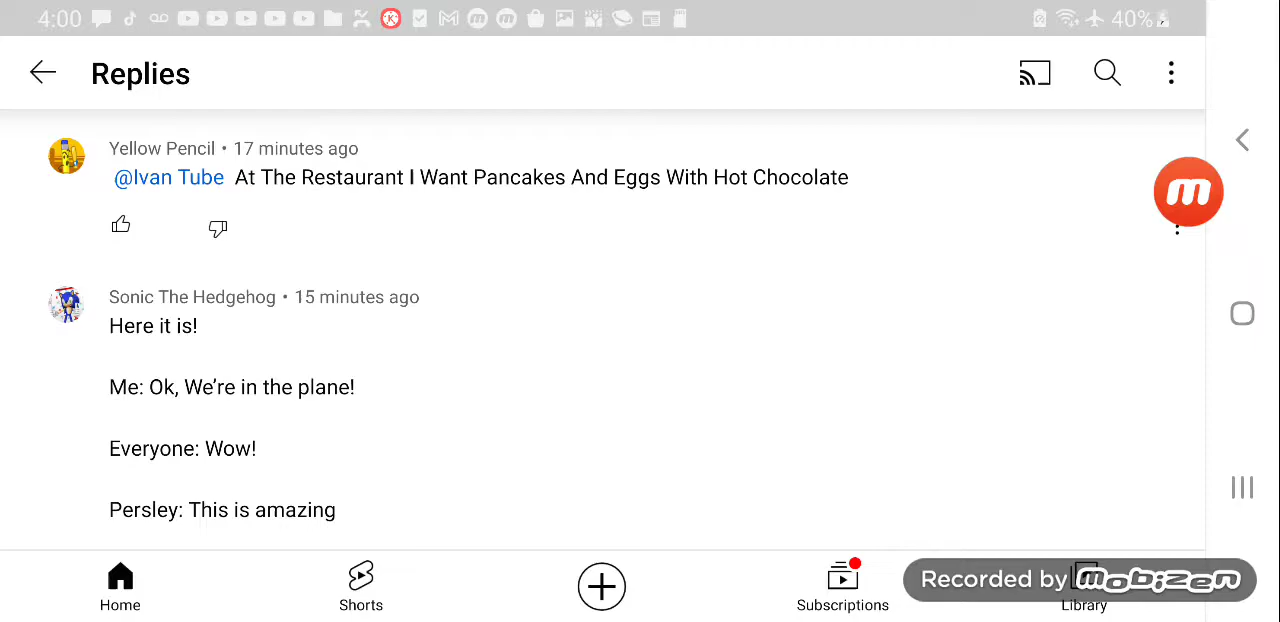 4:00
40%
Replies
Yellow Pencil • 17 minutes ago
@Ivan Tube At The Restaurant I Want Pancakes And Eggs With Hot Chocolate
Sonic The Hedgehog • 15 minutes ago
Here it is!
Me: Ok, We’re in the plane!
Everyone: Wow!
Persley: This is amazing
Home
Shorts
Subscriptions
Library
Recorded by mobizen